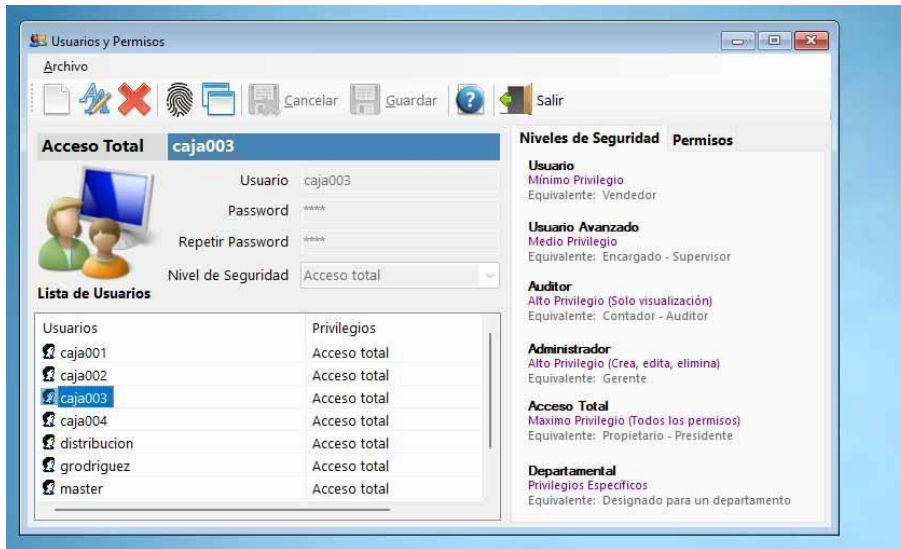 Usuarios y Permisos
Archivo
Cancelar Guardar Salir
Acceso Total caja003
Usuario caja003
Password ****
Repetir Password ****
Nivel de Seguridad Acceso total
Lista de Usuarios
Usuarios Privilegios
caja001 Acceso total
caja002 Acceso total
caja003 Acceso total
caja004 Acceso total
distribucion Acceso total
grodriguez Acceso total
master Acceso total
Niveles de Seguridad Permisos
Usuario
Mínimo Privilegio
Equivalente: Vendedor
Usuario Avanzado
Medio Privilegio
Equivalente: Encargado - Supervisor
Auditor
Alto Privilegio (Solo visualización)
Equivalente: Contador - Auditor
Administrador
Alto Privilegio (Crea, edita, elimina)
Equivalente: Gerente
Acceso Total
Maximo Privilegio (Todos los permisos)
Equivalente: Propietario - Presidente
Departamental
Privilegios Específicos
Equivalente: Designado para un departamento